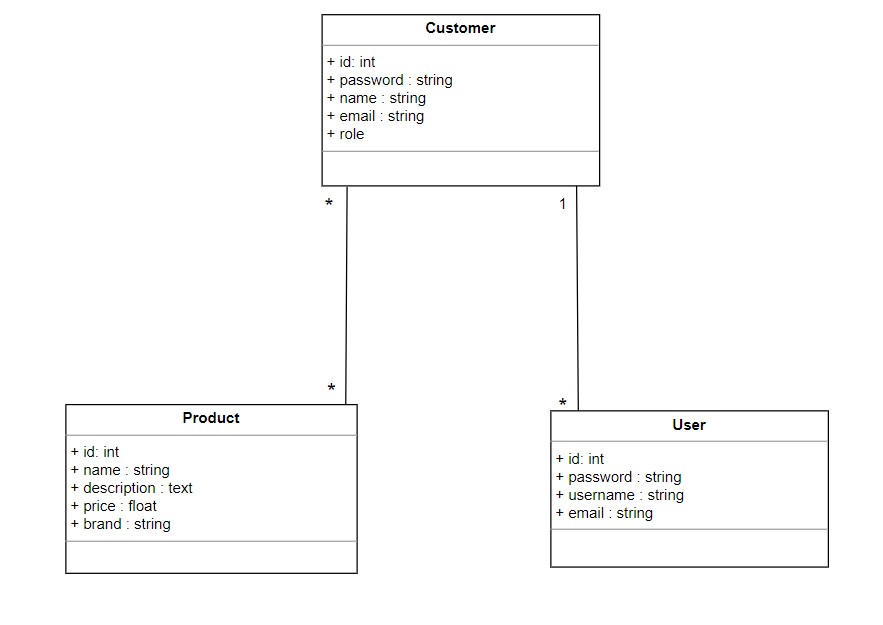 Customer
+ id: int
+ password : string
+ name : string
+ email : string
+ role
*
1
*
*
Product
+ id: int
+ name : string
+ description : text
+ price : float
+ brand : string
User
+ id: int
+ password : string
+ username : string
+ email : string